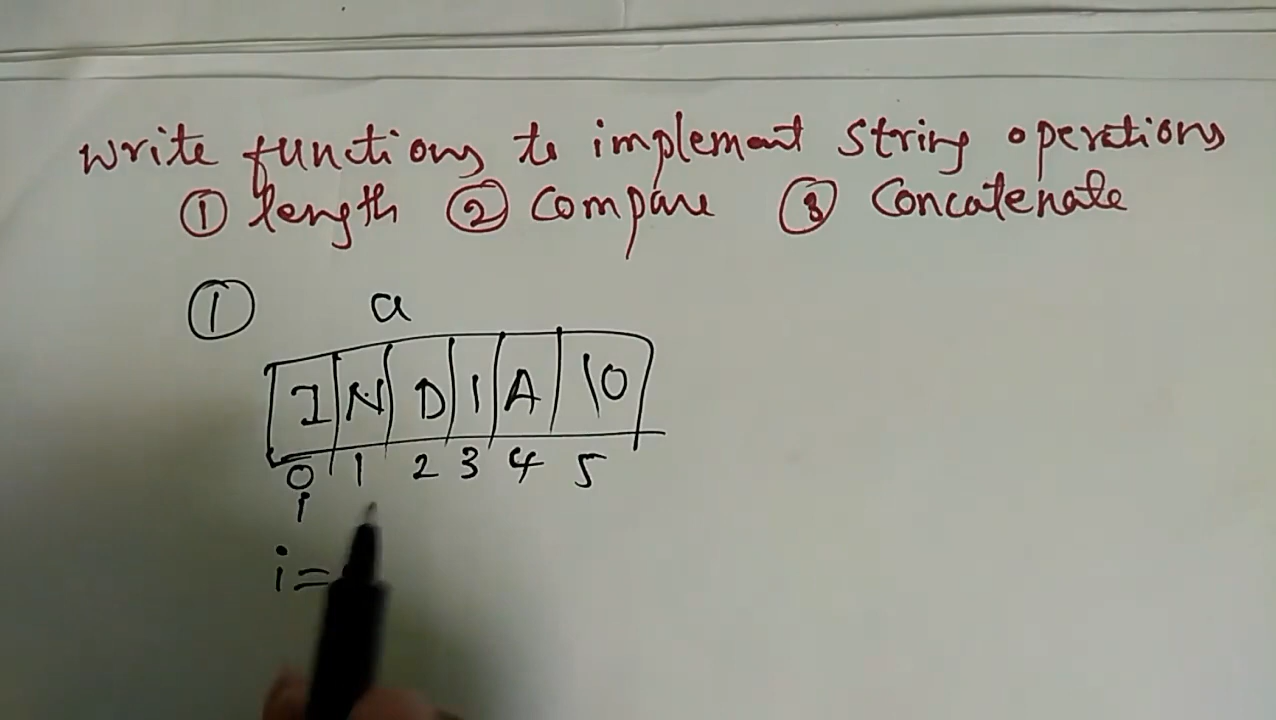 Write functions to implement String operations
① length ② Compare ③ Concatenate
① a
I N D I A \0
0 1 2 3 4 5
i
i=